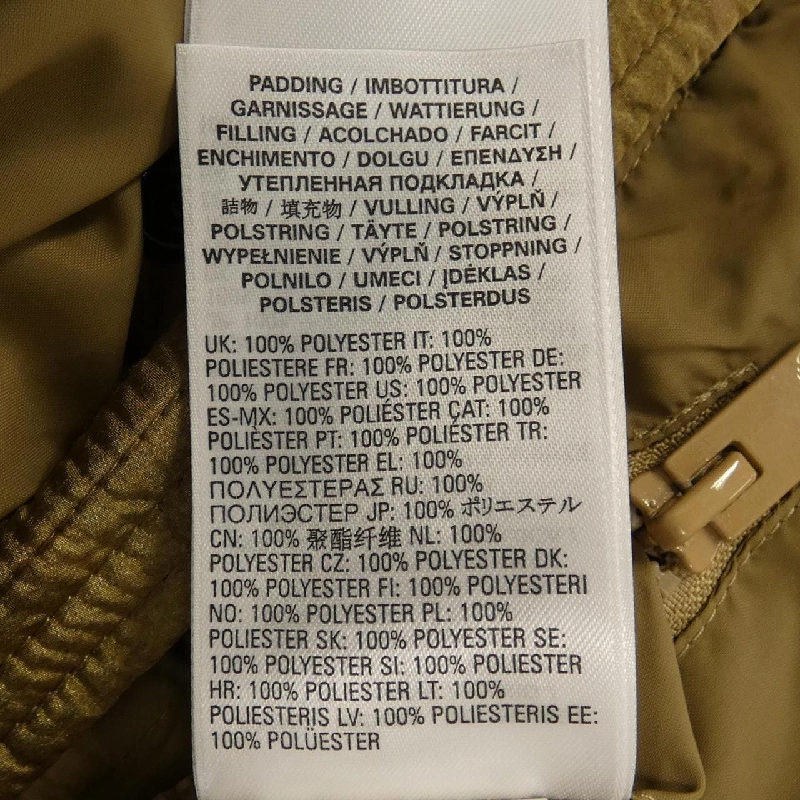 PADDING / IMBOTTITURA /
GARNISSAGE / WATTIERUNG /
FILLING / ACOLCHADO / FARCIT /
ENCHIMENTO / DOLGU / ΕΠΕΝΔΥΣΗ /
УТЕПЛЕННАЯ ПОДКЛАДКА /
詰物 / 填充物 / VULLING / VÝPLŇ /
POLSTRING / TÄYTE / POLSTRING /
WYPEŁNIENIE / VÝPLŇ / STOPPNING /
POLNILO / UMECI / ĮDĖKLAS /
POLSTERIS / POLSTERDUS
UK: 100% POLYESTER IT: 100%
POLIESTERE FR: 100% POLYESTER DE:
100% POLYESTER US: 100% POLYESTER
ES-MX: 100% POLIÉSTER CAT: 100%
POLIÈSTER PT: 100% POLIÉSTER TR:
100% POLYESTER EL: 100%
ΠΟΛΥΕΣΤΕΡΑΣ RU: 100%
ПОЛИЭСТЕР JP: 100% ポリエステル
CN: 100% 聚酯纤维 NL: 100%
POLYESTER CZ: 100% POLYESTER DK:
100% POLYESTER FI: 100% POLYESTERI
NO: 100% POLYESTER PL: 100%
POLIESTER SK: 100% POLYESTER SE:
100% POLYESTER SI: 100% POLIESTER
HR: 100% POLIESTER LT: 100%
POLIESTERIS LV: 100% POLIESTERIS EE:
100% POLÜESTER